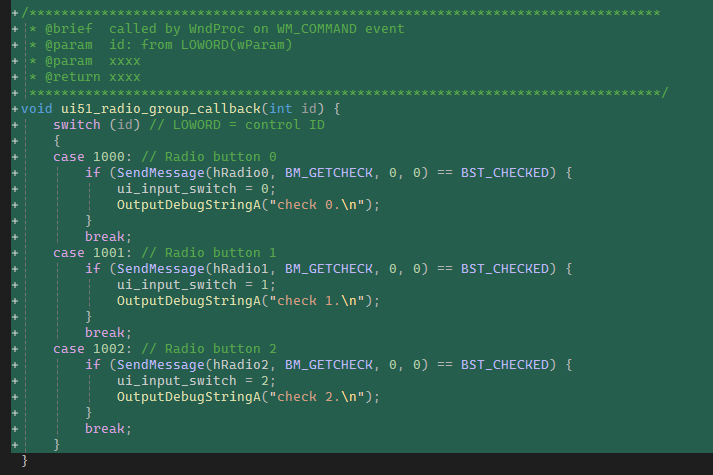 +/*******************************************************************************
+ * @brief  called by WndProc on WM_COMMAND event
+ * @param  id: from LOWORD(wParam)
+ * @param  xxxx
+ * @return xxxx
+ *******************************************************************************/
+void ui51_radio_group_callback(int id) {
+    switch (id) // LOWORD = control ID
+    {
+    case 1000: // Radio button 0
+        if (SendMessage(hRadio0, BM_GETCHECK, 0, 0) == BST_CHECKED) {
+            ui_input_switch = 0;
+            OutputDebugStringA("check 0.\n");
+        }
+        break;
+    case 1001: // Radio button 1
+        if (SendMessage(hRadio1, BM_GETCHECK, 0, 0) == BST_CHECKED) {
+            ui_input_switch = 1;
+            OutputDebugStringA("check 1.\n");
+        }
+        break;
+    case 1002: // Radio button 2
+        if (SendMessage(hRadio2, BM_GETCHECK, 0, 0) == BST_CHECKED) {
+            ui_input_switch = 2;
+            OutputDebugStringA("check 2.\n");
+        }
+        break;
+    }
}